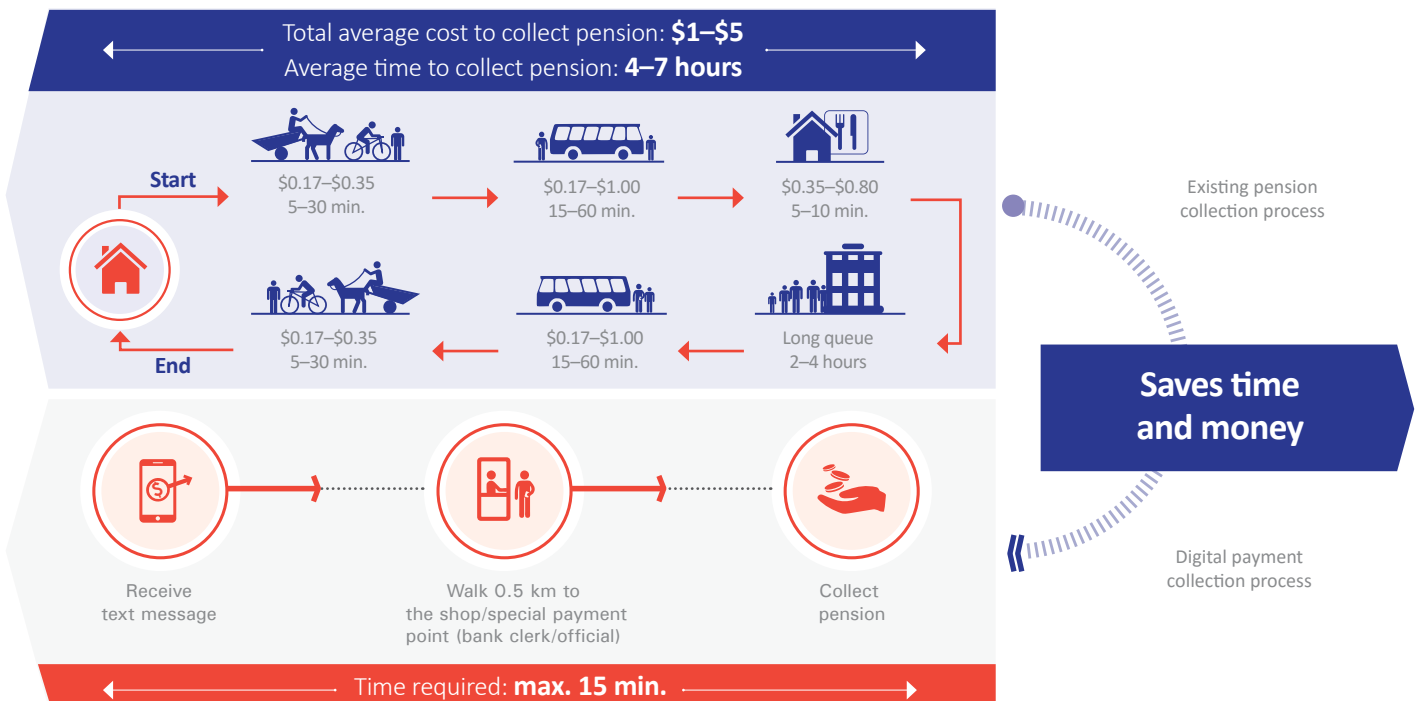 Total average cost to collect pension: $1–$5
Average time to collect pension: 4–7 hours
Start
$0.17–$0.35
5–30 min.
$0.17–$1.00
15–60 min.
$0.35–$0.80
5–10 min.
Long queue
2–4 hours
$0.17–$1.00
15–60 min.
$0.17–$0.35
5–30 min.
End
Existing pension
collection process
Saves time
and money
Digital payment
collection process
Receive
text message
Walk 0.5 km to
the shop/special payment
point (bank clerk/official)
Collect
pension
Time required: max. 15 min.